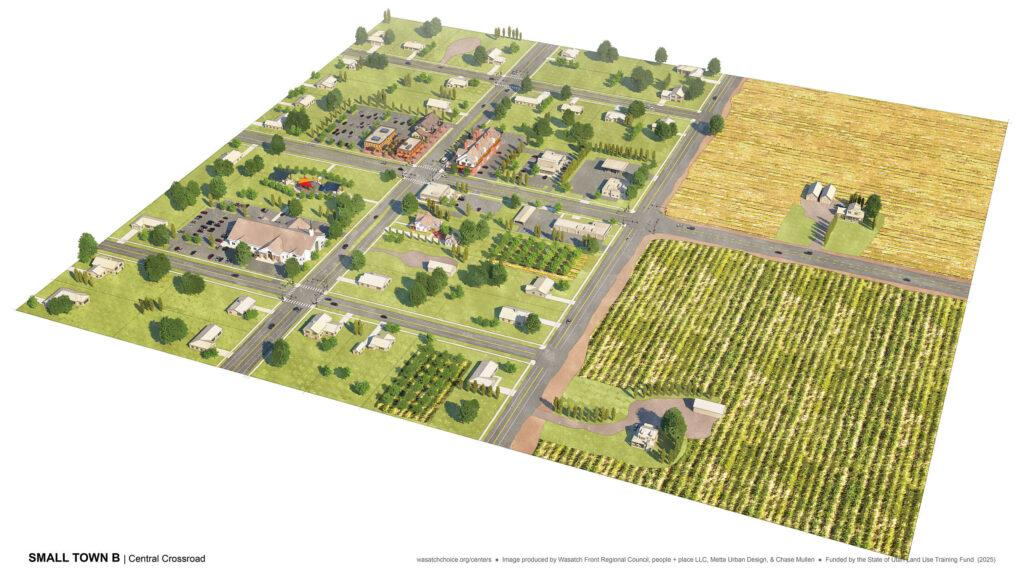 SMALL TOWN B | Central Crossroad
wasatchchoice.org/centers ● Image produced by Wasatch Front Regional Council, people + place LLC, Metta Urban Design, & Chase Mullen ● Funded by the State of Utah Land Use Training Fund (2025)